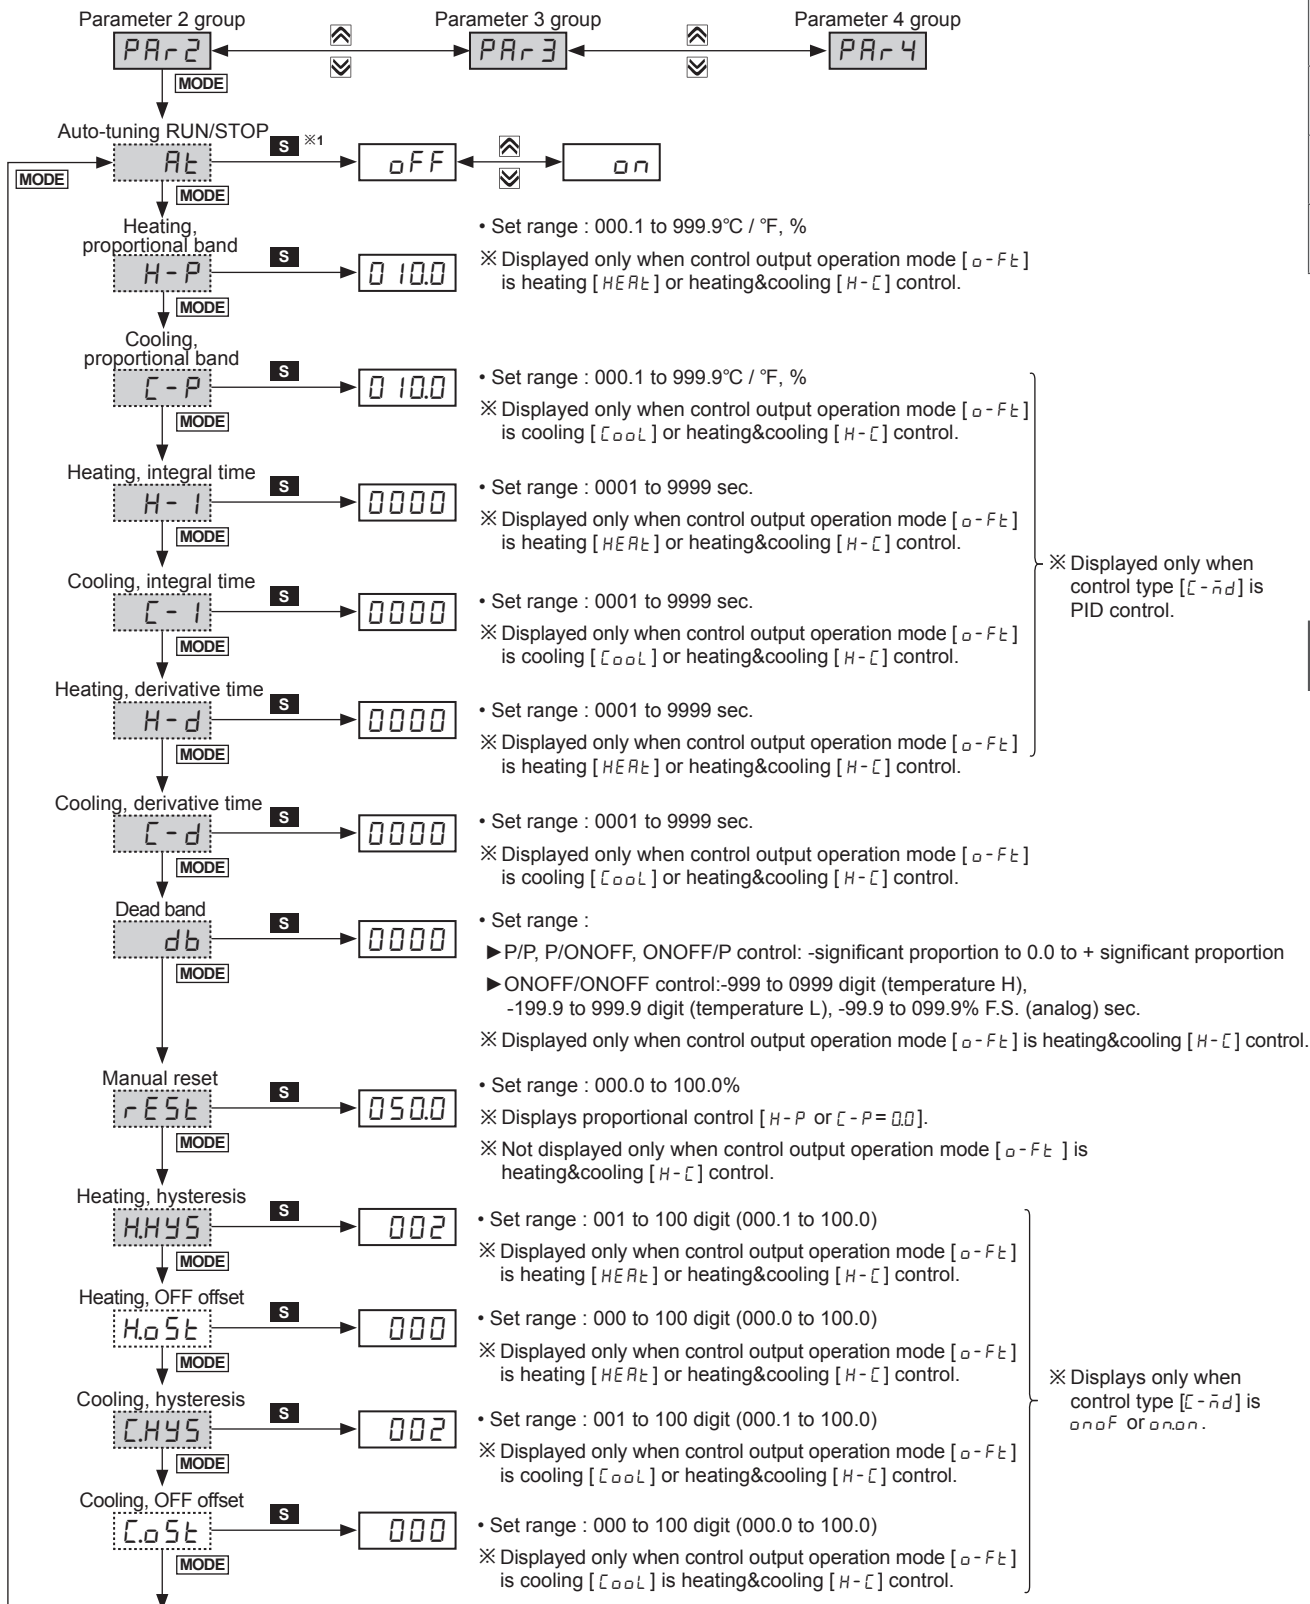 Parameter 2 group Parameter 3 group Parameter 4 group
PAr2 PAr3 PAr4
MODE
Auto-tuning RUN/STOP
At S ※1 oFF on
MODE
MODE
Heating,
proportional band
H-P S 010.0
• Set range : 000.1 to 999.9℃ / ℉, %
※ Displayed only when control output operation mode [ o-Ft ]
is heating [ HEAt ] or heating&cooling [ H-C ] control.
MODE
Cooling,
proportional band
C-P S 010.0
• Set range : 000.1 to 999.9℃ / ℉, %
※ Displayed only when control output operation mode [ o-Ft ]
is cooling [ CooL ] or heating&cooling [ H-C ] control.
MODE
Heating, integral time
H-I S 0000
• Set range : 0001 to 9999 sec.
※ Displayed only when control output operation mode [ o-Ft ]
is heating [ HEAt ] or heating&cooling [ H-C ] control.
MODE
※ Displayed only when
control type [C-md] is
PID control.
Cooling, integral time
C-I S 0000
• Set range : 0001 to 9999 sec.
※ Displayed only when control output operation mode [ o-Ft ]
is cooling [ CooL ] or heating&cooling [ H-C ] control.
MODE
Heating, derivative time
H-d S 0000
• Set range : 0001 to 9999 sec.
※ Displayed only when control output operation mode [ o-Ft ]
is heating [ HEAt ] or heating&cooling [ H-C ] control.
MODE
Cooling, derivative time
C-d S 0000
• Set range : 0001 to 9999 sec.
※ Displayed only when control output operation mode [ o-Ft ]
is cooling [ CooL ] or heating&cooling [ H-C ] control.
MODE
Dead band
db S 0000
• Set range :
►P/P, P/ONOFF, ONOFF/P control: -significant proportion to 0.0 to + significant proportion
►ONOFF/ONOFF control:-999 to 0999 digit (temperature H),
-199.9 to 999.9 digit (temperature L), -99.9 to 099.9% F.S. (analog) sec.
※ Displayed only when control output operation mode [ o-Ft ] is heating&cooling [ H-C ] control.
MODE
Manual reset
rESt S 050.0
• Set range : 000.0 to 100.0%
※ Displays proportional control [ H-P or C-P = 0.0 ].
※ Not displayed only when control output operation mode [ o-Ft ] is
heating&cooling [ H-C ] control.
MODE
Heating, hysteresis
H.HYS S 002
• Set range : 001 to 100 digit (000.1 to 100.0)
※ Displayed only when control output operation mode [ o-Ft ]
is heating [ HEAt ] or heating&cooling [ H-C ] control.
MODE
Heating, OFF offset
H.oSt S 000
• Set range : 000 to 100 digit (000.0 to 100.0)
※ Displayed only when control output operation mode [ o-Ft ]
is heating [ HEAt ] or heating&cooling [ H-C ] control.
MODE
※ Displays only when
control type [C-md] is
onoF or on.on .
Cooling, hysteresis
C.HYS S 002
• Set range : 001 to 100 digit (000.1 to 100.0)
※ Displayed only when control output operation mode [ o-Ft ]
is cooling [ CooL ] or heating&cooling [ H-C ] control.
MODE
Cooling, OFF offset
C.oSt S 000
• Set range : 000 to 100 digit (000.0 to 100.0)
※ Displayed only when control output operation mode [ o-Ft ]
is cooling [ CooL ] is heating&cooling [ H-C ] control.
MODE